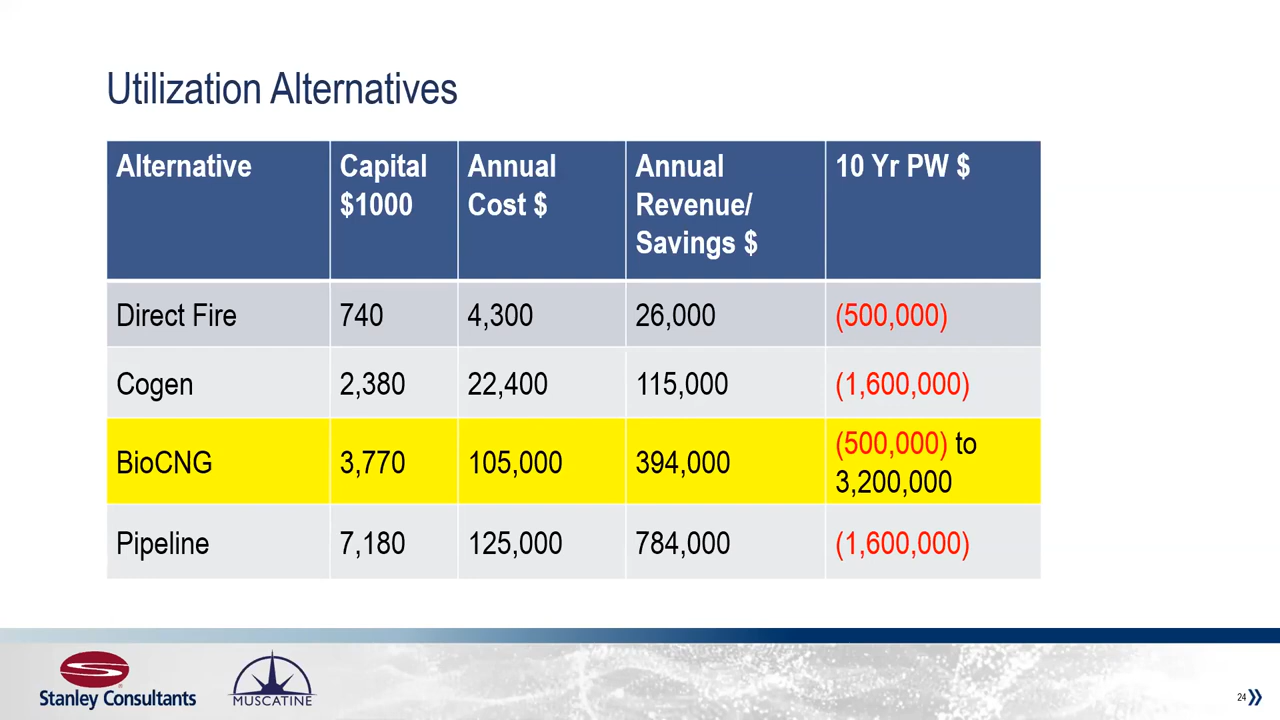 Utilization Alternatives
Alternative Capital $1000 Annual Cost $ Annual Revenue/ Savings $ 10 Yr PW $
Direct Fire 740 4,300 26,000 (500,000)
Cogen 2,380 22,400 115,000 (1,600,000)
BioCNG 3,770 105,000 394,000 (500,000) to 3,200,000
Pipeline 7,180 125,000 784,000 (1,600,000)
Stanley Consultants
MUSCATINE
24